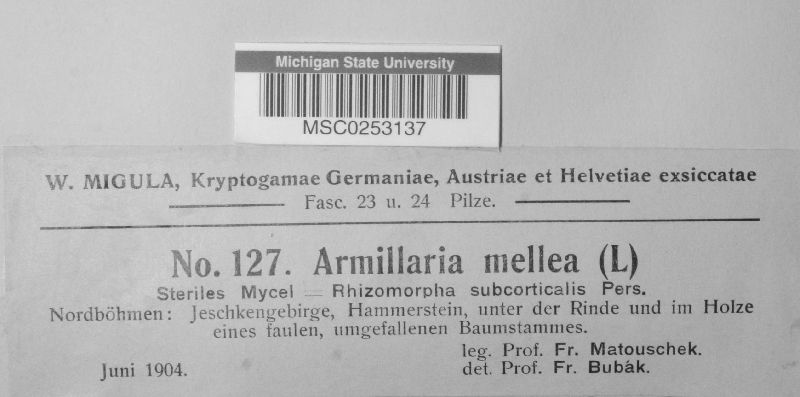 Michigan State University
MSC0253137
W. MIGULA, Kryptogamae Germaniae, Austriae et Helvetiae exsiccatae
Fasc. 23 u. 24 Pilze.
No. 127. Armillaria mellea (L)
Steriles Mycel = Rhizomorpha subcorticalis Pers.
Nordböhmen: Jeschkengebirge, Hammerstein, unter der Rinde und im Holze
eines faulen, umgefallenen Baumstammes.
leg. Prof. Fr. Matouschek.
Juni 1904.
det. Prof. Fr. Bubák.